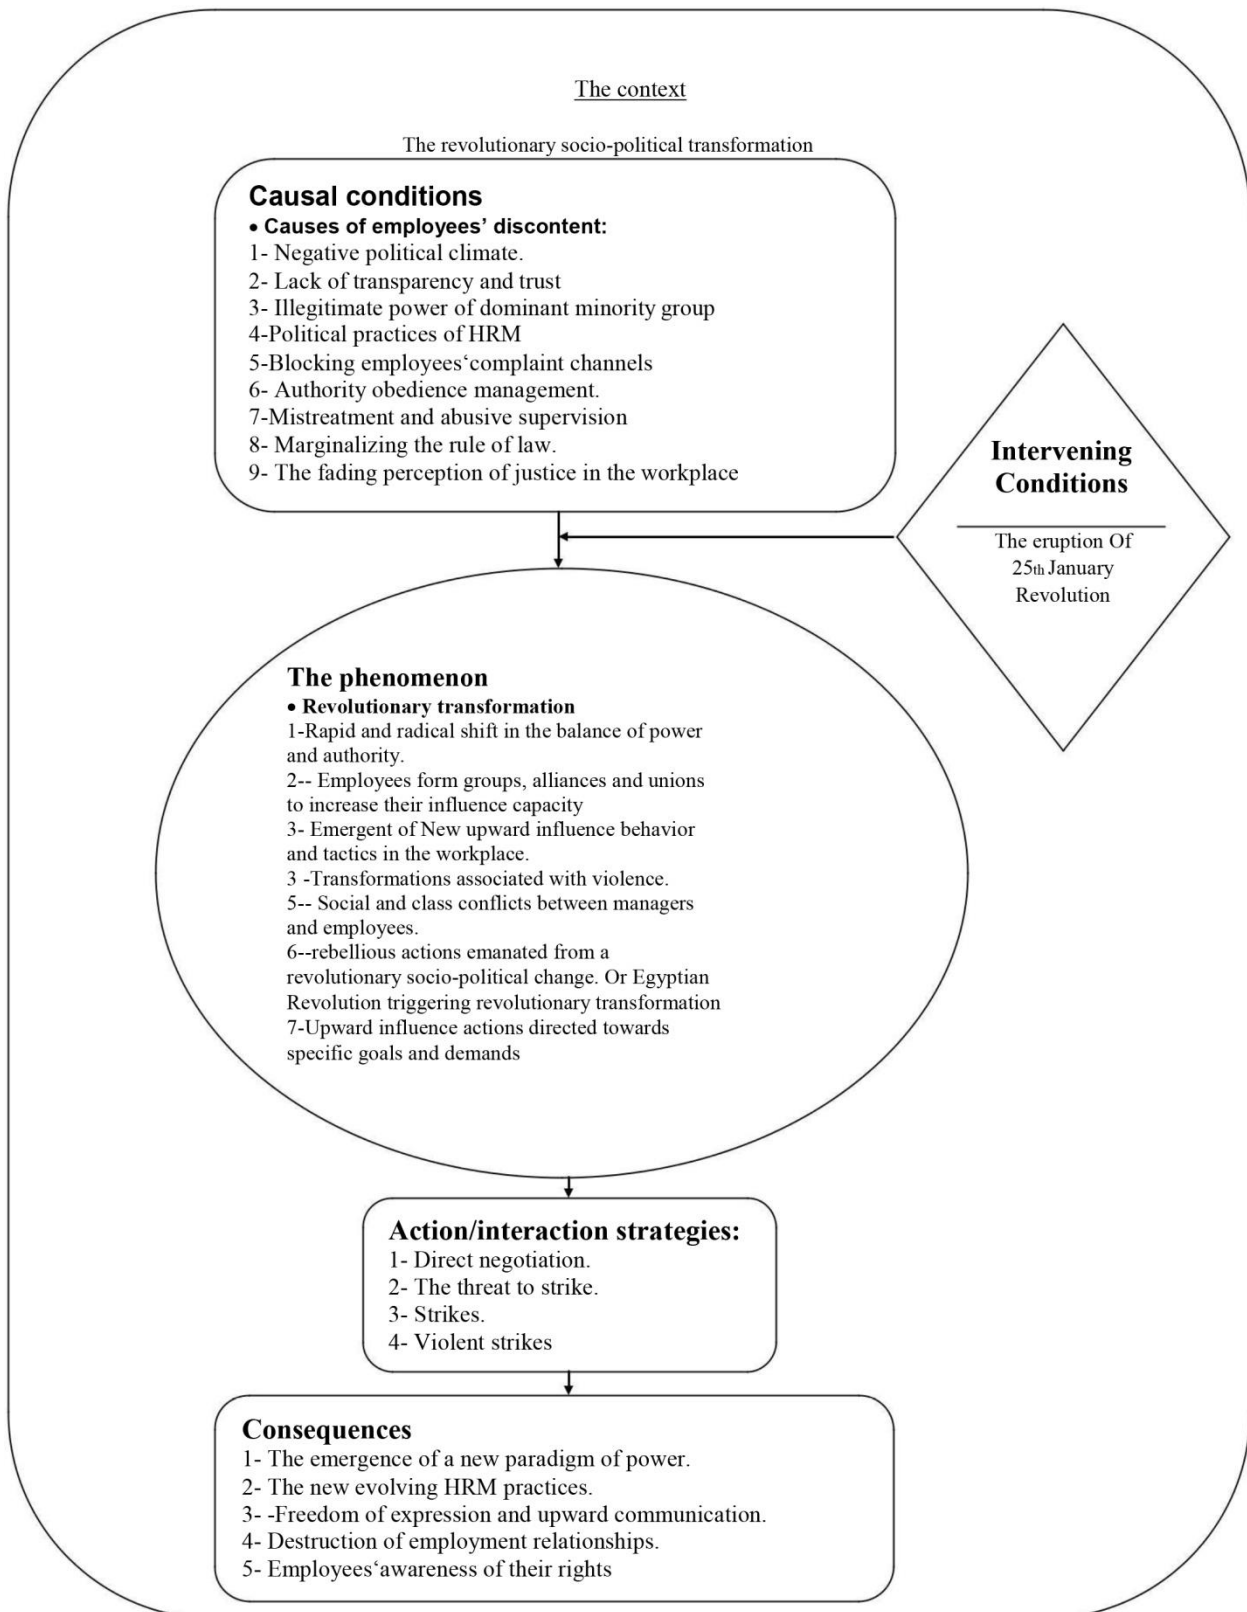 The context
The revolutionary socio-political transformation
Causal conditions
• Causes of employees’ discontent:
1- Negative political climate.
2- Lack of transparency and trust
3- Illegitimate power of dominant minority group
4-Political practices of HRM
5-Blocking employees‘complaint channels
6- Authority obedience management.
7-Mistreatment and abusive supervision
8- Marginalizing the rule of law.
9- The fading perception of justice in the workplace
Intervening
Conditions
The eruption Of
25th January
Revolution
The phenomenon
• Revolutionary transformation
1-Rapid and radical shift in the balance of power
and authority.
2-- Employees form groups, alliances and unions
to increase their influence capacity
3- Emergent of New upward influence behavior
and tactics in the workplace.
3 -Transformations associated with violence.
5-- Social and class conflicts between managers
and employees.
6--rebellious actions emanated from a
revolutionary socio-political change. Or Egyptian
Revolution triggering revolutionary transformation
7-Upward influence actions directed towards
specific goals and demands
Action/interaction strategies:
1- Direct negotiation.
2- The threat to strike.
3- Strikes.
4- Violent strikes
Consequences
1- The emergence of a new paradigm of power.
2- The new evolving HRM practices.
3- -Freedom of expression and upward communication.
4- Destruction of employment relationships.
5- Employees‘awareness of their rights